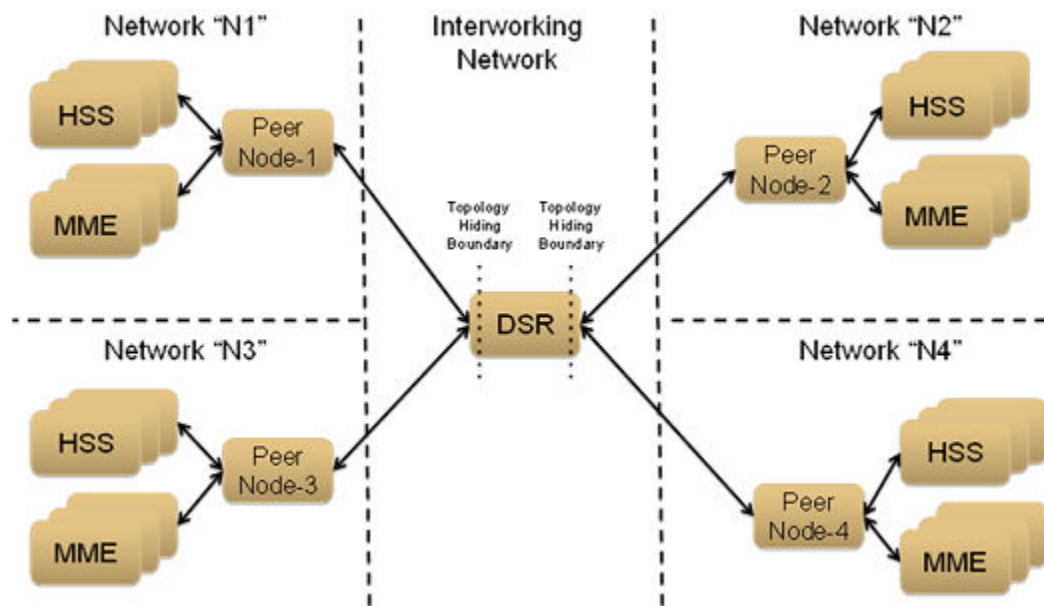 Network "N1"
Interworking
Network
Network "N2"
HSS
Peer
Node-1
MME
HSS
Peer
Node-2
MME
Topology
Hiding
Boundary
Topology
Hiding
Boundary
DSR
Network "N3"
Network "N4"
HSS
Peer
Node-3
MME
HSS
Peer
Node-4
MME